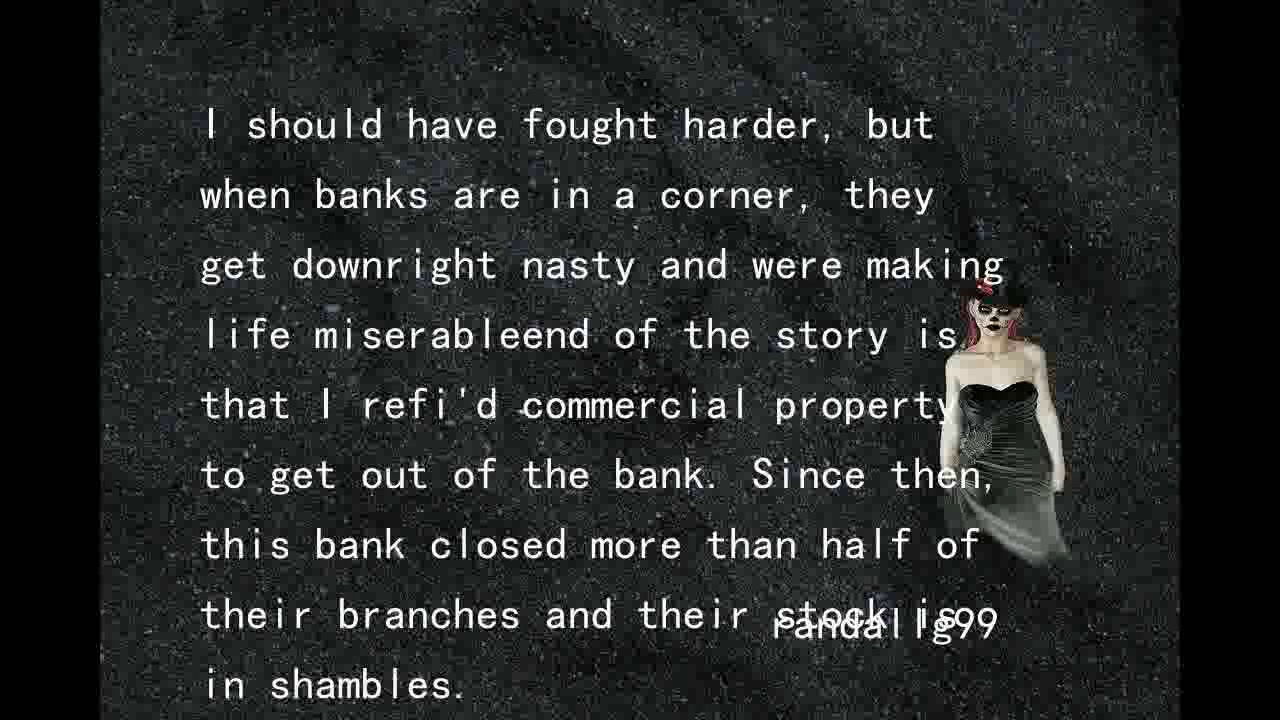 I should have fought harder, but
when banks are in a corner, they
get downright nasty and were making
life miserableend of the story is
that I refi'd commercial property
to get out of the bank. Since then,
this bank closed more than half of
their branches and their stock is
randallg99
in shambles.